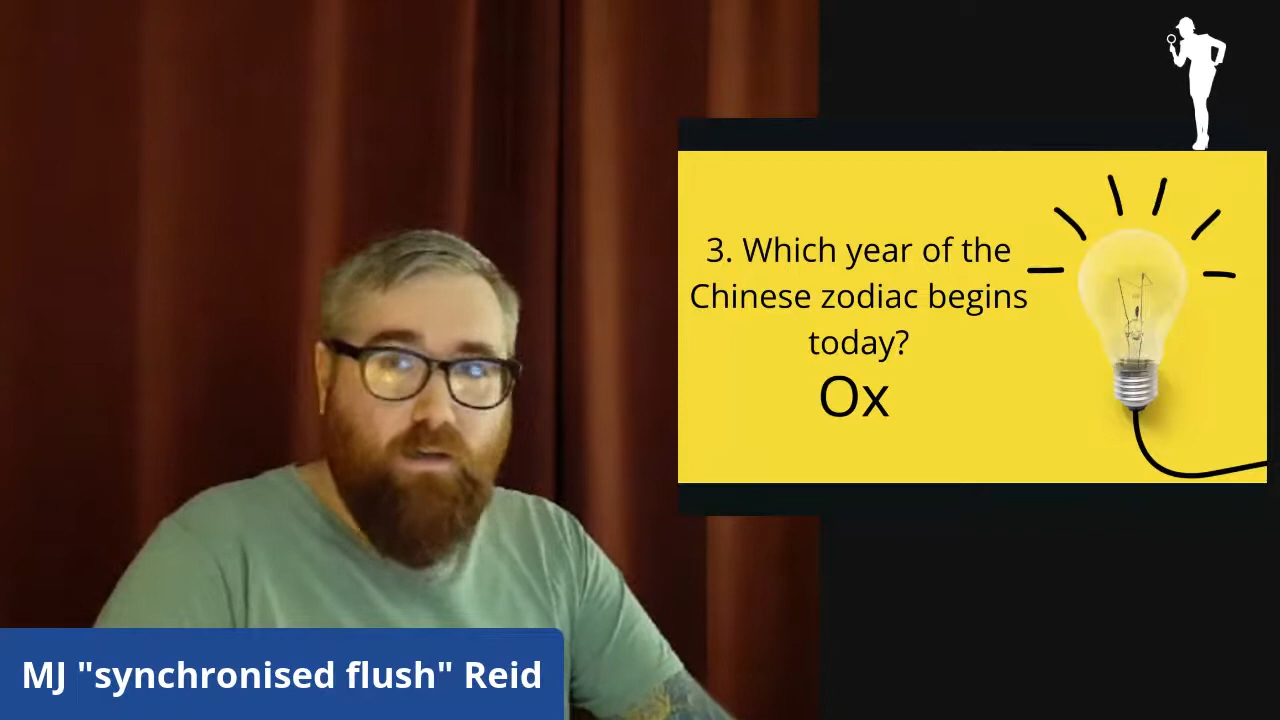 3. Which year of the
Chinese zodiac begins
today?
Ox
MJ "synchronised flush" Reid